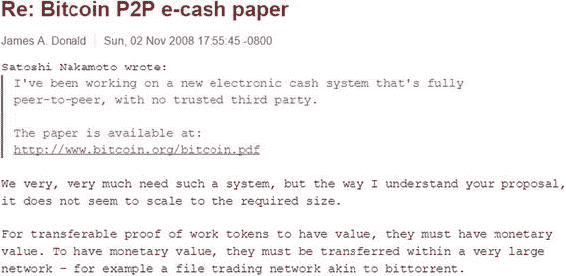 Re: Bitcoin P2P e-cash paper
James A. Donald Sun, 02 Nov 2008 17:55:45 -0800
Satoshi Nakamoto wrote:
I've been working on a new electronic cash system that's fully
peer-to-peer, with no trusted third party.
The paper is available at:
http://www.bitcoin.org/bitcoin.pdf
We very, very much need such a system, but the way I understand your proposal,
it does not seem to scale to the required size.
For transferable proof of work tokens to have value, they must have monetary
value. To have monetary value, they must be transferred within a very large
network - for example a file trading network akin to bittorrent.